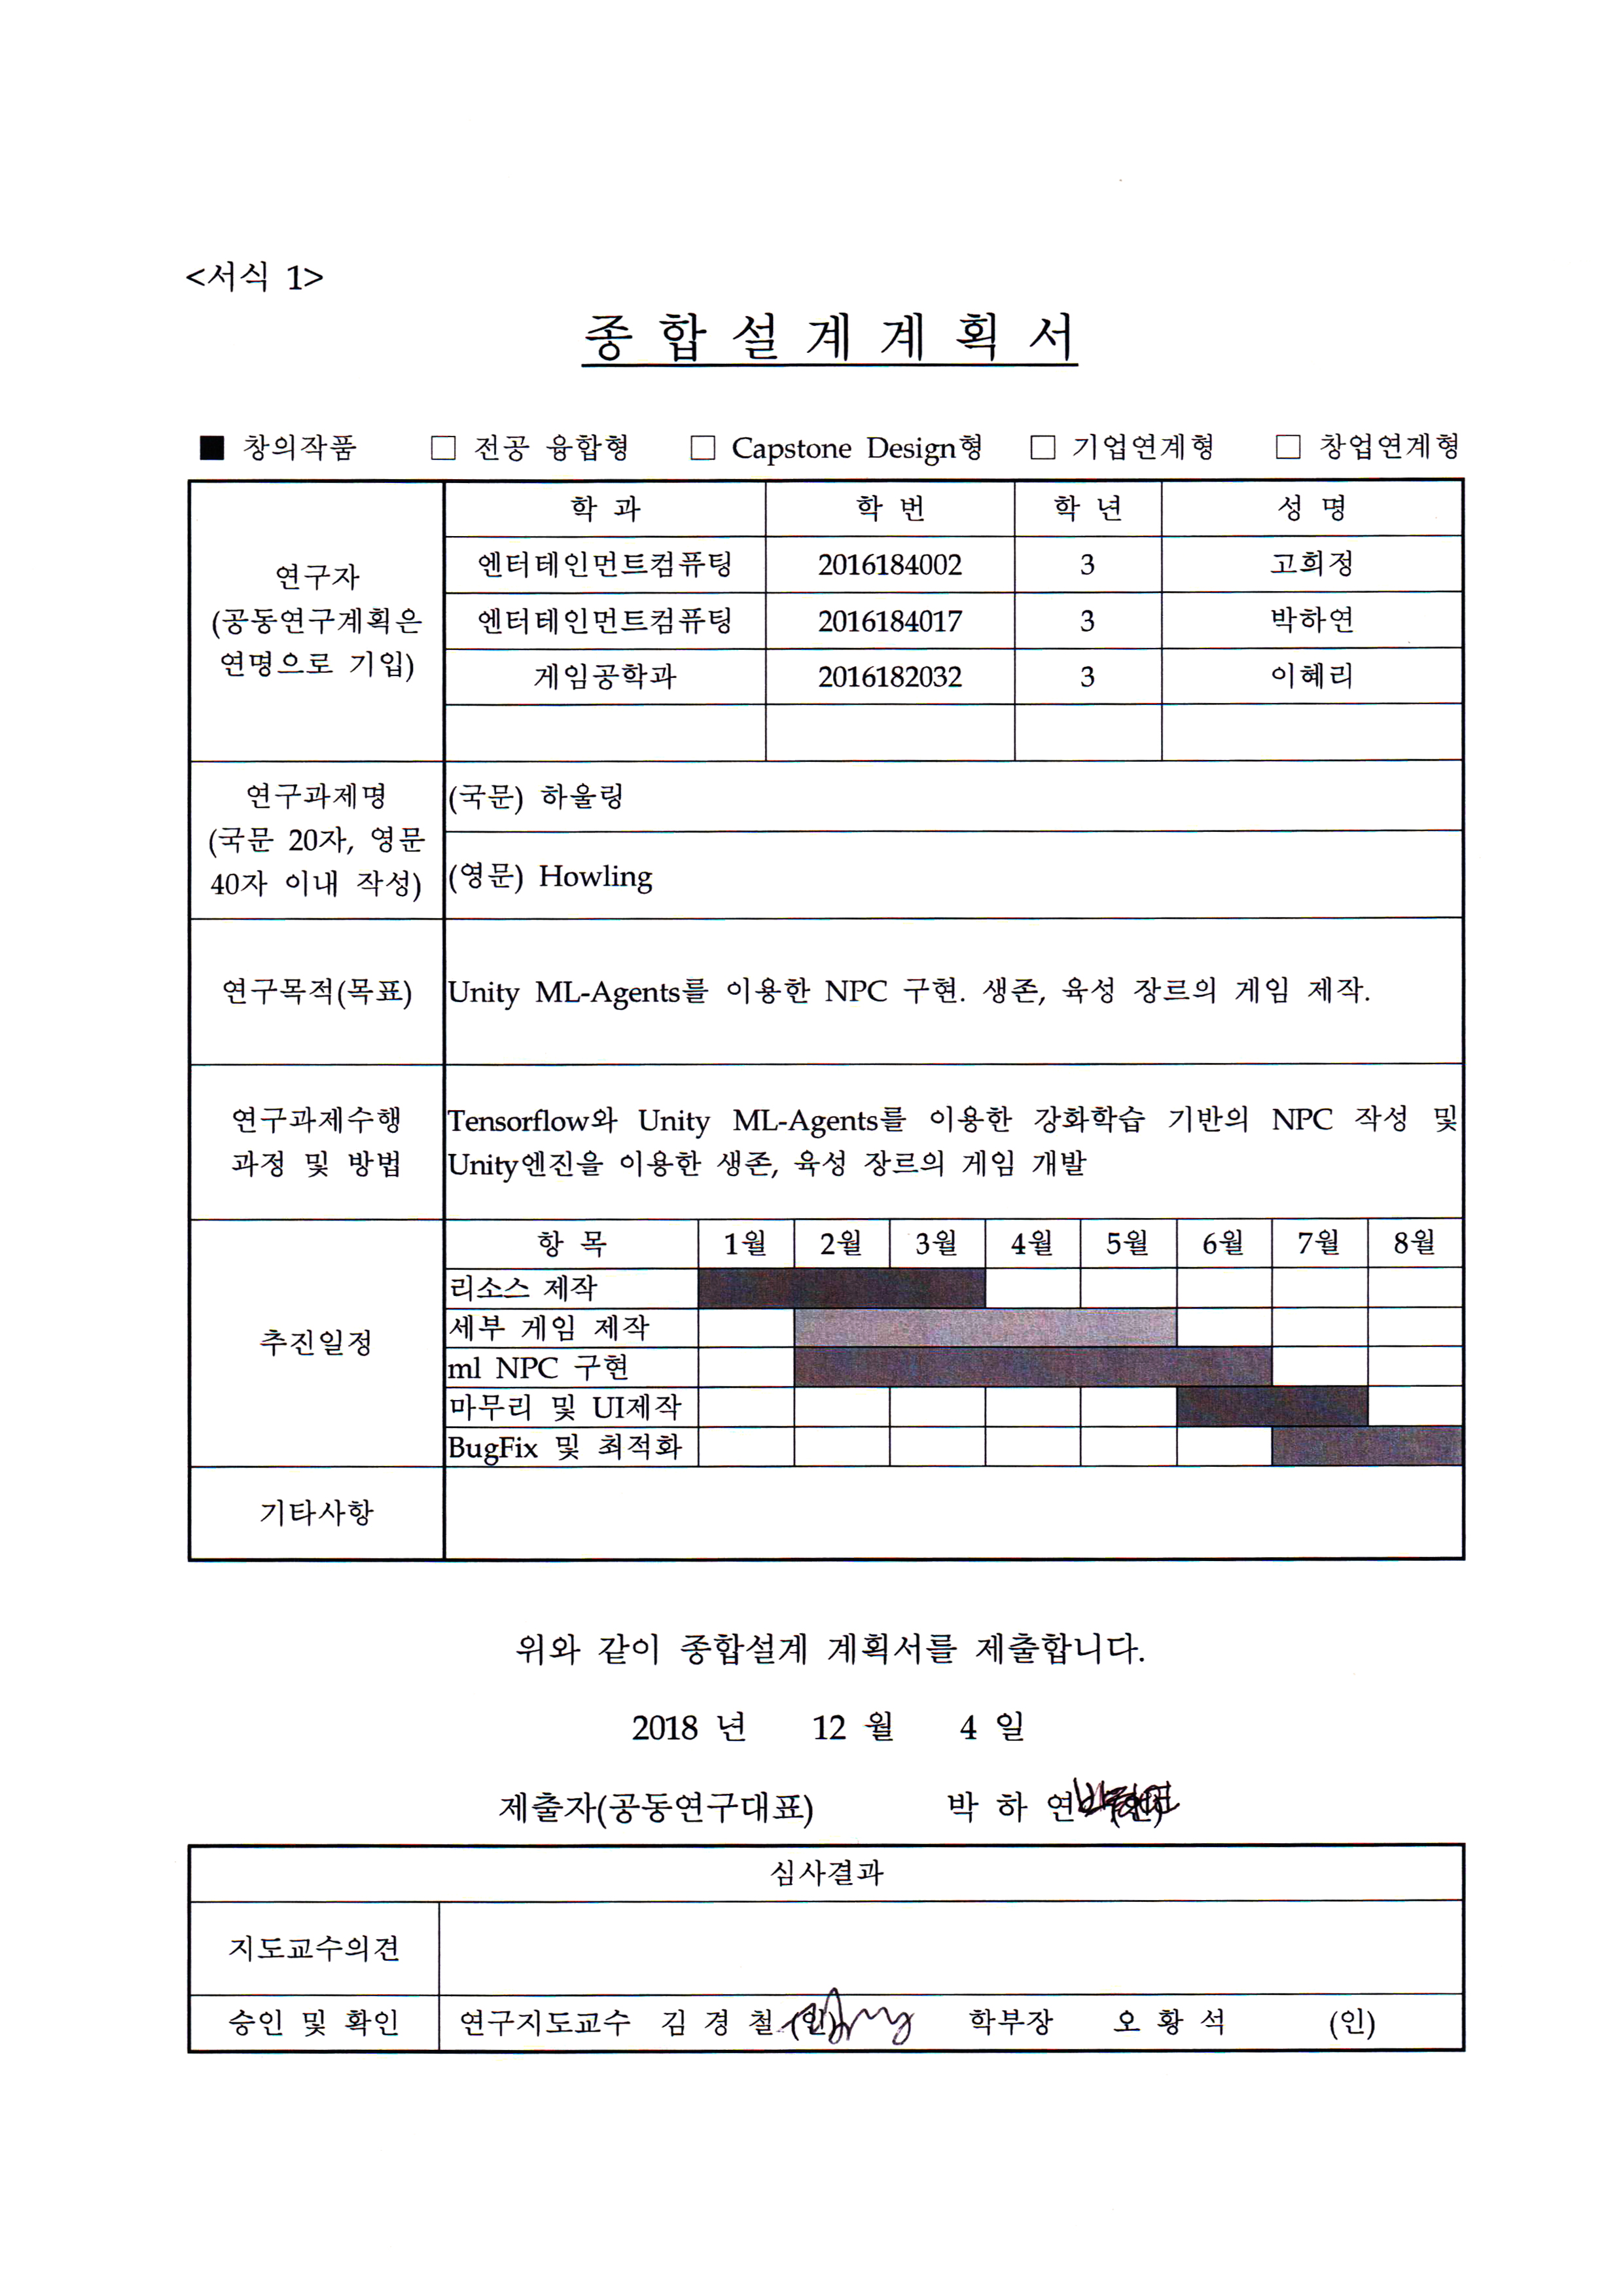 <서식 1>
종 합 설 계 계 획 서
■ 창의작품 □ 전공 융합형 □ Capstone Design형 □ 기업연계형 □ 창업연계형
연구자
(공동연구계획은
연명으로 기입)
학 과 학 번 학 년 성 명
엔터테인먼트컴퓨팅 2016184002 3 고희정
엔터테인먼트컴퓨팅 2016184017 3 박하연
게임공학과 2016182032 3 이혜리
연구과제명
(국문 20자, 영문
40자 이내 작성)
(국문) 하울링
(영문) Howling
연구목적(목표)
Unity ML-Agents를 이용한 NPC 구현. 생존, 육성 장르의 게임 제작.
연구과제수행
과정 및 방법
Tensorflow와 Unity ML-Agents를 이용한 강화학습 기반의 NPC 작성 및
Unity엔진을 이용한 생존, 육성 장르의 게임 개발
추진일정
항 목 1월 2월 3월 4월 5월 6월 7월 8월
리소스 제작
세부 게임 제작
ml NPC 구현
마무리 및 UI제작
BugFix 및 최적화
기타사항
위와 같이 종합설계 계획서를 제출합니다.
2018 년 12 월 4 일
제출자(공동연구대표) 박 하 연 (인)
박하연
심사결과
지도교수의견
승인 및 확인 연구지도교수 김 경 철 (인) 학부장 오 황 석 (인)